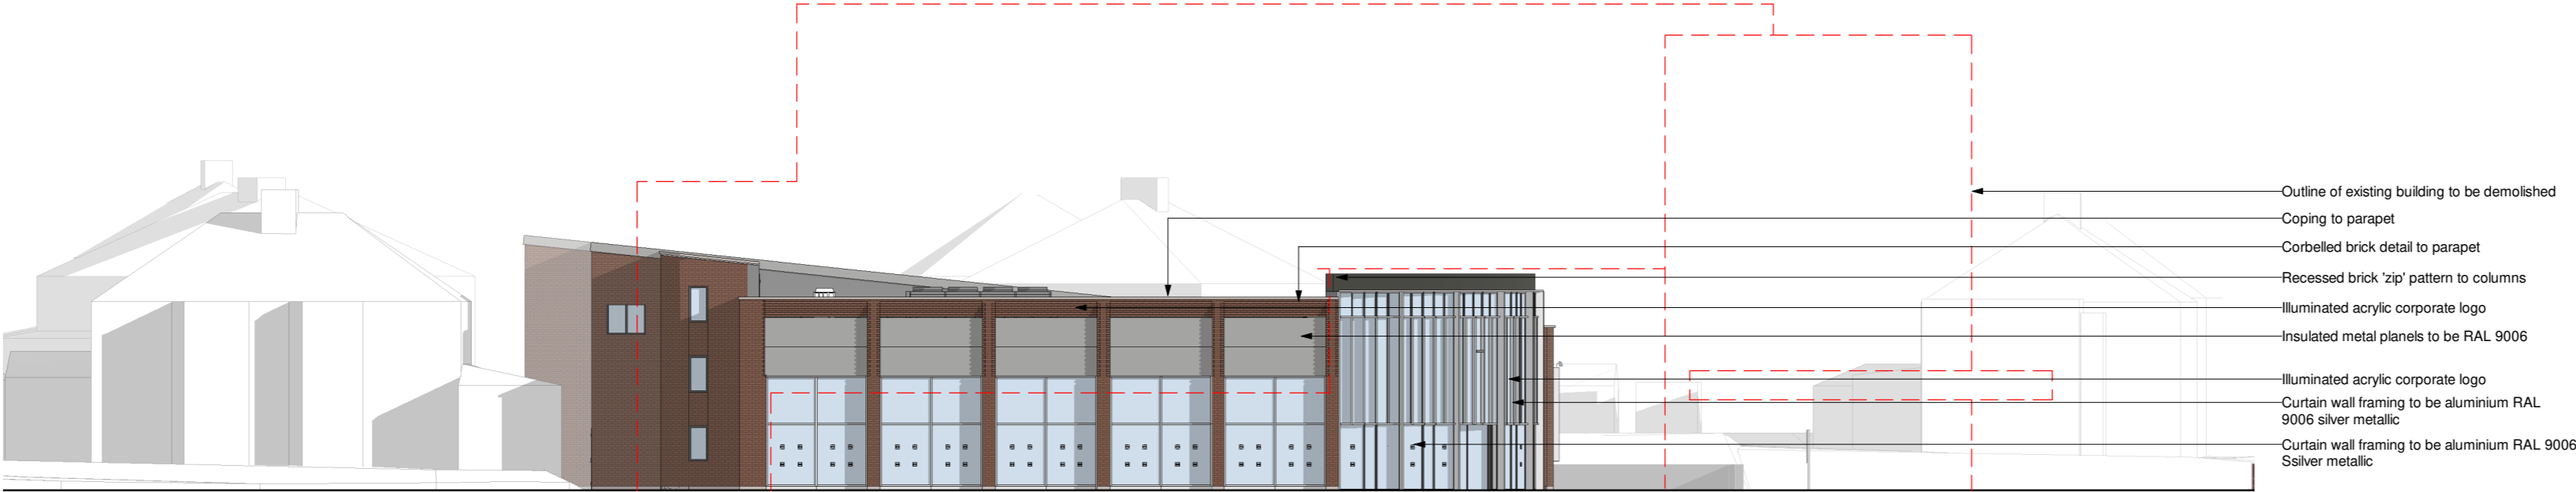 Outline of existing building to be demolished
Coping to parapet
Corbelled brick detail to parapet
Recessed brick 'zip' pattern to columns
Illuminated acrylic corporate logo
Insulated metal planels to be RAL 9006
Illuminated acrylic corporate logo
Curtain wall framing to be aluminium RAL
9006 silver metallic
Curtain wall framing to be aluminium RAL 9006
Ssilver metallic